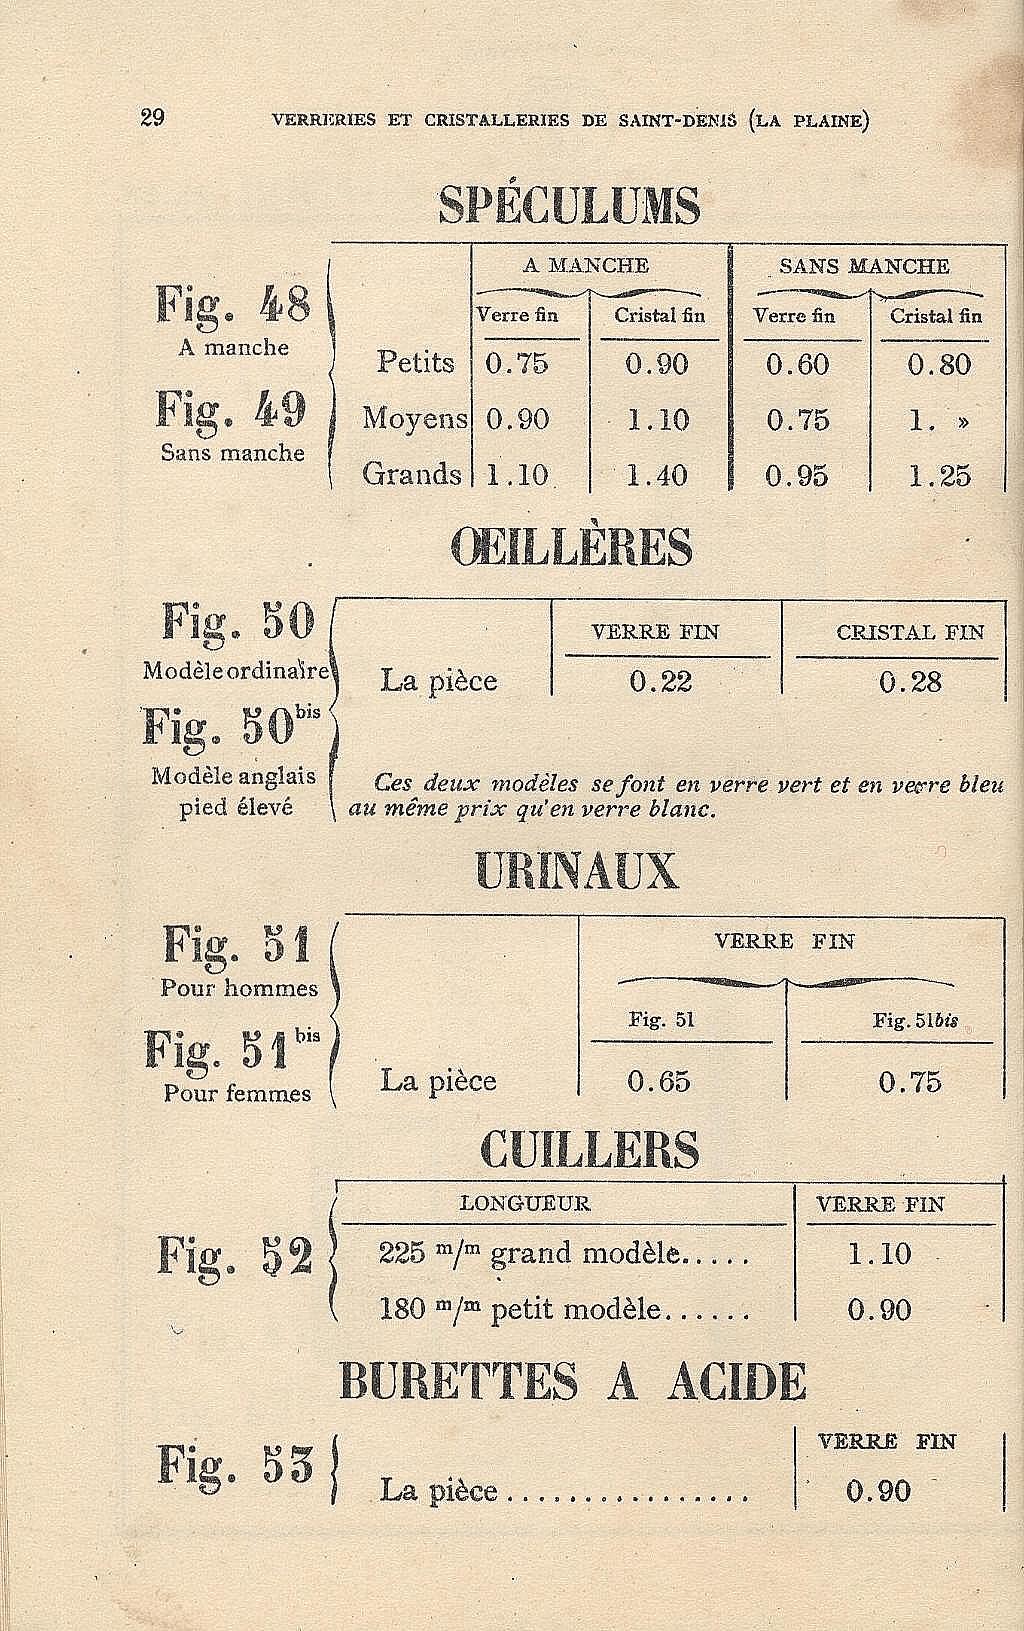 29 VERRERIES ET CRISTALLERIES DE SAINT-DENIS (LA PLAINE)
SPÉCULUMS
Fig. 48
A manche
Fig. 49
Sans manche
A MANCHE SANS MANCHE
Verre fin Cristal fin Verre fin Cristal fin
Petits 0.75 0.90 0.60 0.80
Moyens 0.90 1.10 0.75 1. »
Grands 1.10 1.40 0.95 1.25
ŒILLÈRES
Fig. 50
Modèle ordinaire
Fig. 50 bis
Modèle anglais
pied élevé
VERRE FIN CRISTAL FIN
La pièce 0.22 0.28
Ces deux modèles se font en verre vert et en verre bleu
au même prix qu'en verre blanc.
URINAUX
Fig. 51
Pour hommes
Fig. 51 bis
Pour femmes
VERRE FIN
Fig. 51 Fig. 51bis
La pièce 0.65 0.75
CUILLERS
Fig. 52
LONGUEUR VERRE FIN
225 m/m grand modèle..... 1.10
180 m/m petit modèle...... 0.90
BURETTES A ACIDE
Fig. 53
VERRE FIN
La pièce ................ 0.90